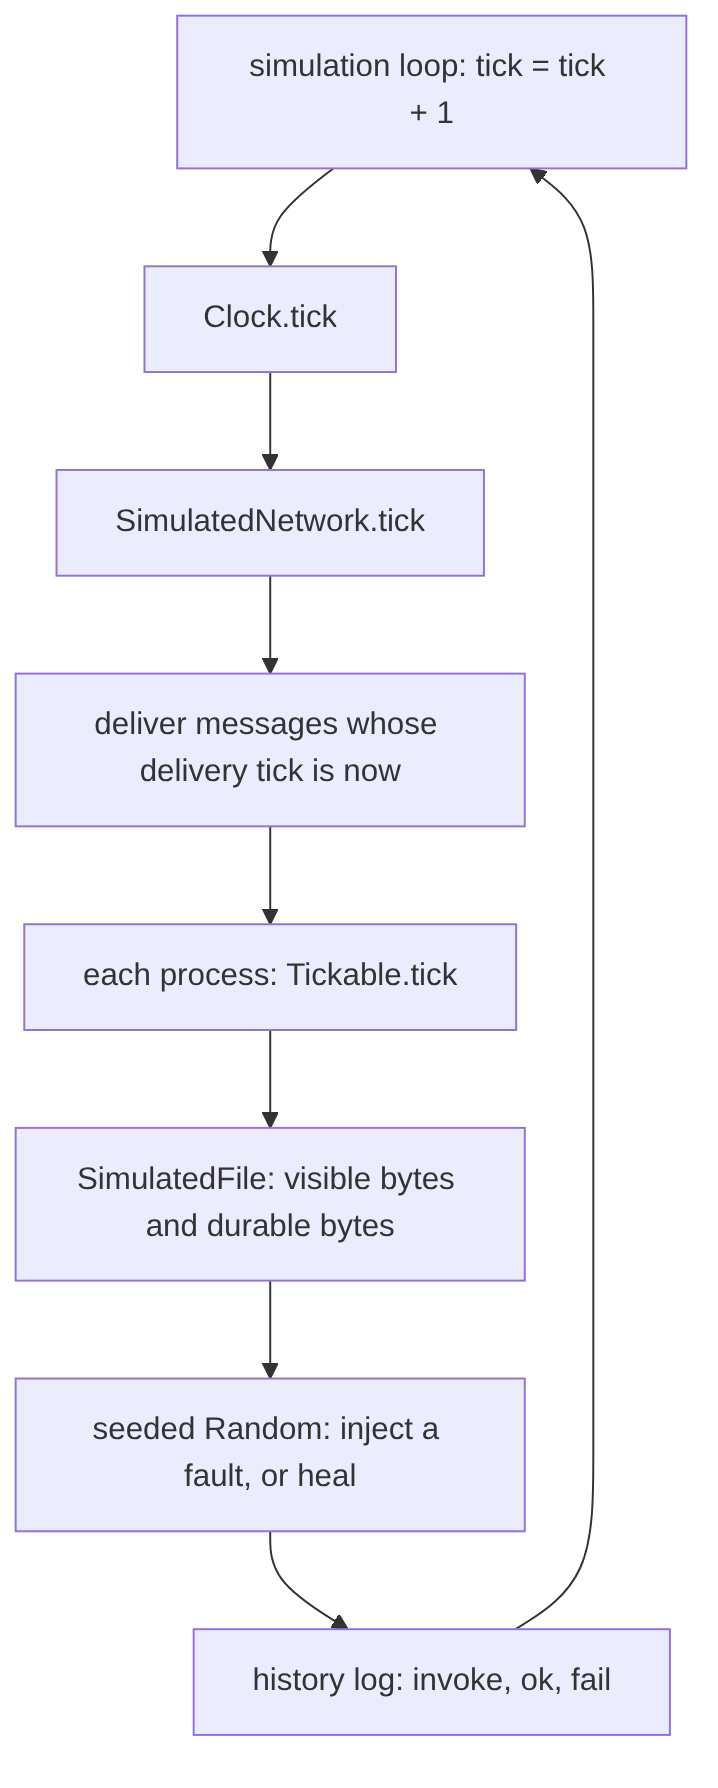 simulation loop: tick = tick
+ 1
Clock.tick
SimulatedNetwork.tick
deliver messages whose
delivery tick is now
each process: Tickable.tick
SimulatedFile: visible bytes
and durable bytes
seeded Random: inject a
fault, or heal
history log: invoke, ok, fail